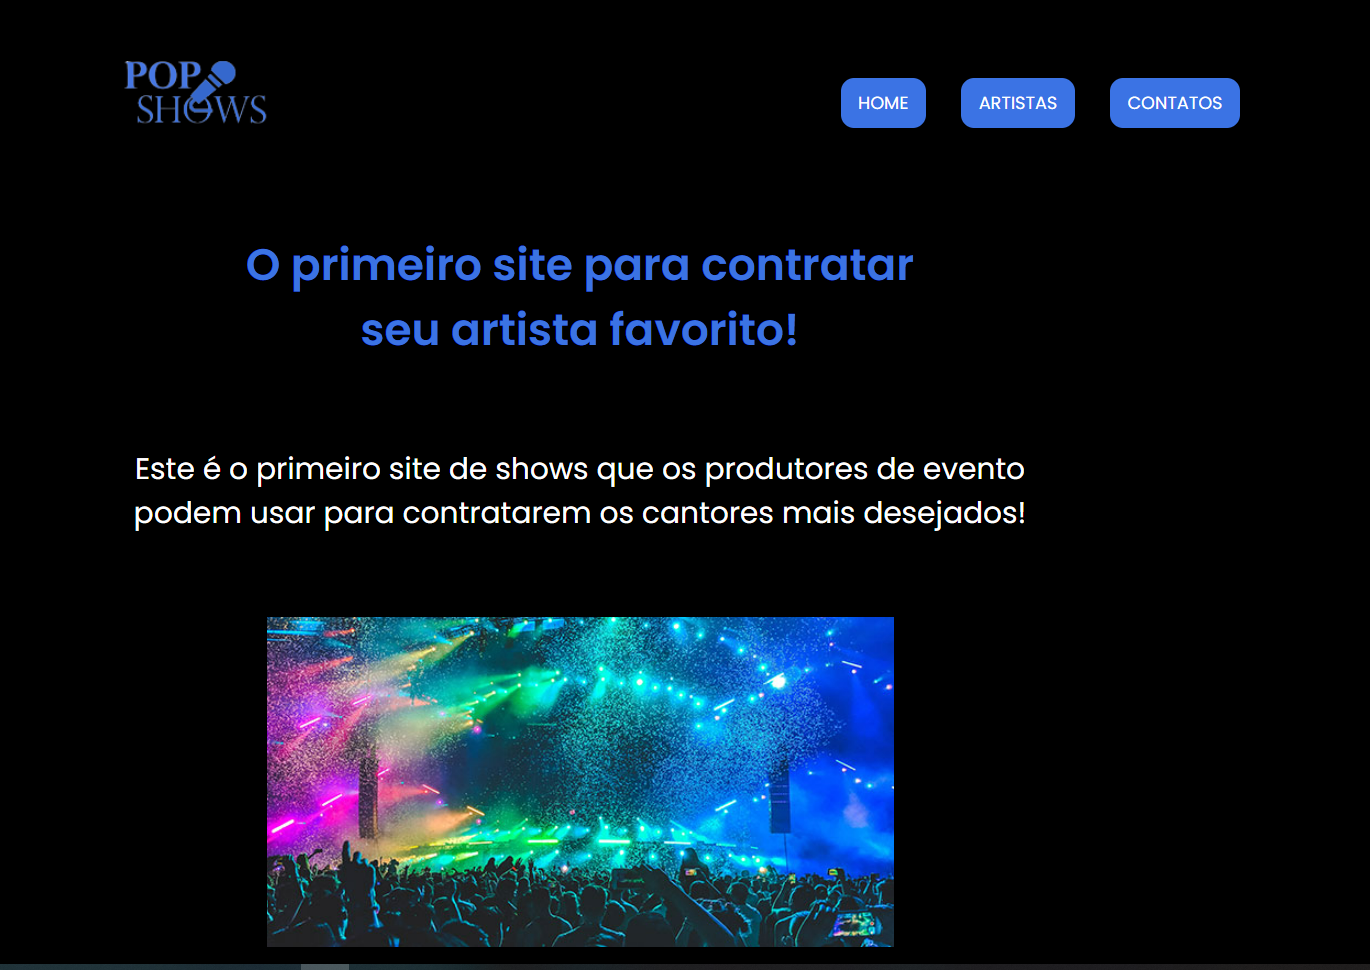 POP
SHOWS
HOME
ARTISTAS
CONTATOS
O primeiro site para contratar
seu artista favorito!
Este é o primeiro site de shows que os produtores de evento
podem usar para contratarem os cantores mais desejados!